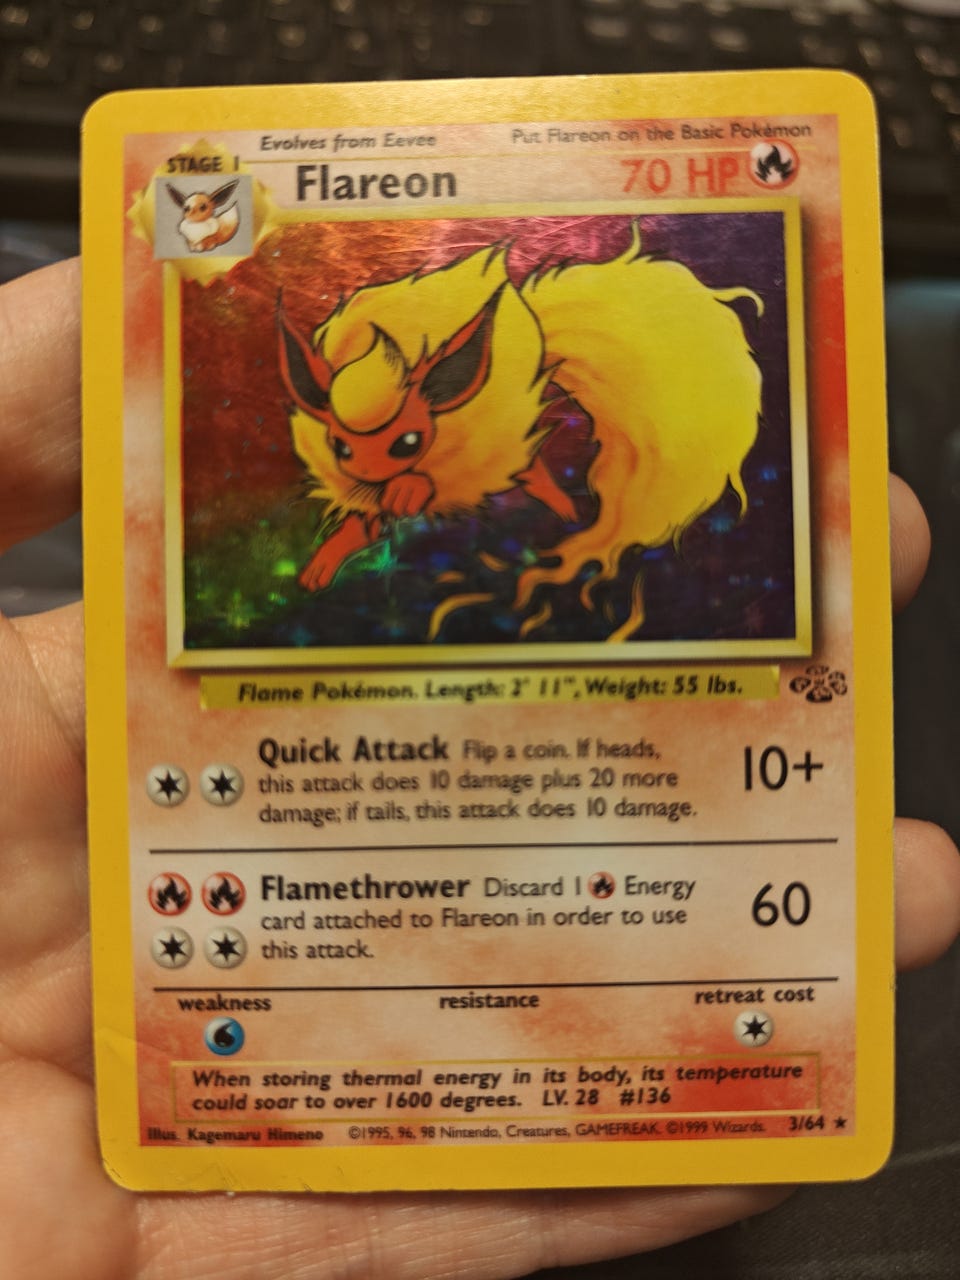 Evolves from Eevee
Put Flareon on the Basic Pokémon
STAGE 1
Flareon
70 HP
Flame Pokémon. Length: 2' 11", Weight: 55 lbs.
Quick Attack Flip a coin. If heads,
this attack does 10 damage plus 20 more
damage; if tails, this attack does 10 damage.
10+
Flamethrower Discard 1 Energy
card attached to Flareon in order to use
this attack.
60
weakness
resistance
retreat cost
When storing thermal energy in its body, its temperature
could soar to over 1600 degrees. LV. 28 #136
Illus. Kagemaru Himeno ©1995, 96, 98 Nintendo, Creatures, GAMEFREAK. ©1999 Wizards. 3/64 ★